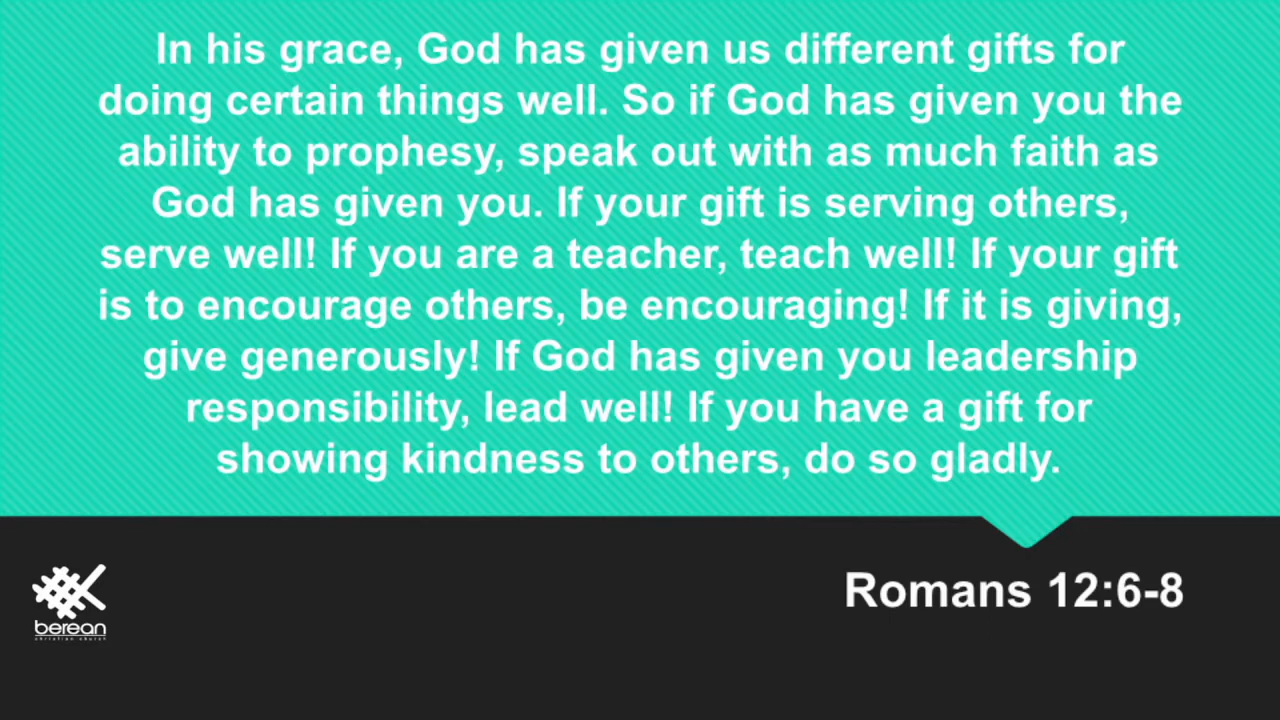 In his grace, God has given us different gifts for
doing certain things well. So if God has given you the
ability to prophesy, speak out with as much faith as
God has given you. If your gift is serving others,
serve well! If you are a teacher, teach well! If your gift
is to encourage others, be encouraging! If it is giving,
give generously! If God has given you leadership
responsibility, lead well! If you have a gift for
showing kindness to others, do so gladly.
Romans 12:6-8
berean
christian church